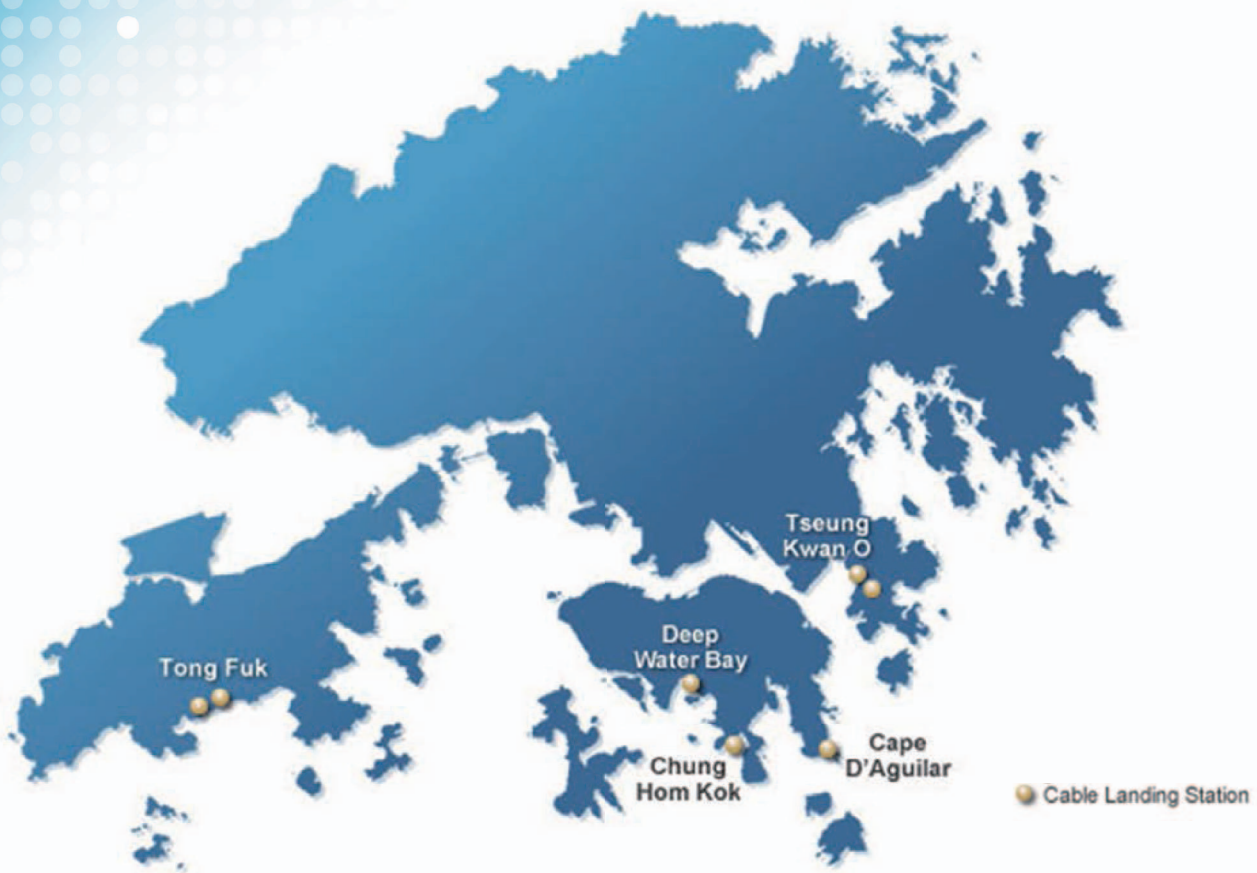 Tseung
Kwan O
Deep
Water Bay
Tong Fuk
Cape
D'Aguilar
Chung
Hom Kok
Cable Landing Station